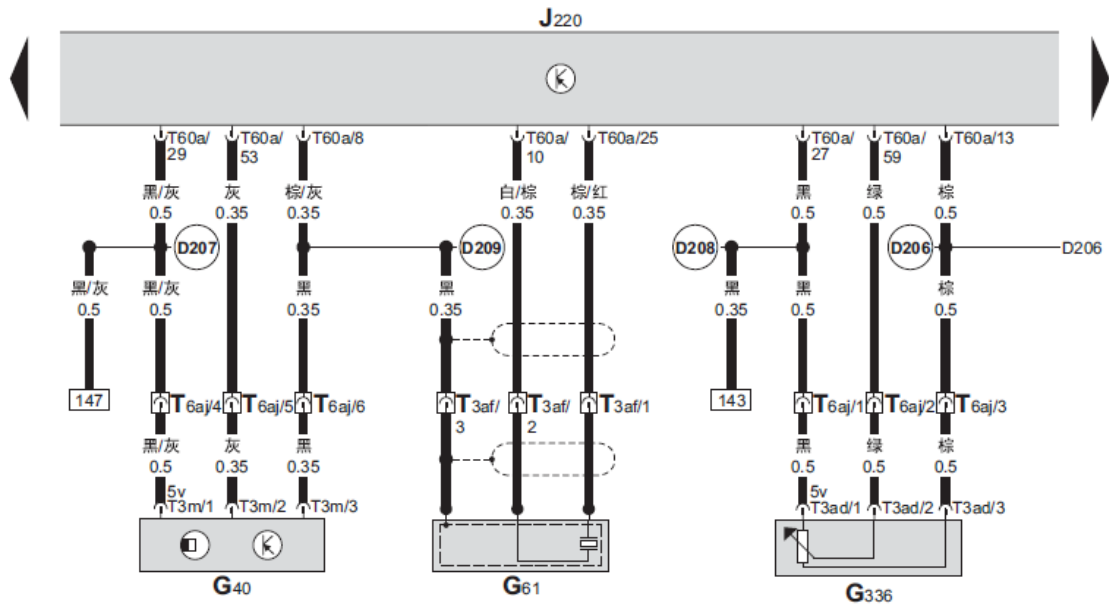 J220
T60a/ T60a/ T60a/8 T60a/ T60a/25 T60a/ T60a/ T60a/13
29 53 10 27 59
黑/灰 灰 棕/灰 白/棕 棕/红 黑 绿 棕
0.5 0.35 0.35 0.35 0.35 0.5 0.5 0.5
D207 D209 D208 D206 D206
黑/灰 黑/灰 黑 黑 黑 黑 棕
0.5 0.5 0.35 0.35 0.35 0.5 0.5
147 T6aj/4 T6aj/5 T6aj/6 T3af/ T3af/ T3af/1 143 T6aj/1 T6aj/2 T6aj/3
3 2
黑/灰 灰 黑 黑 绿 棕
0.5 0.35 0.35 0.5 0.5 0.5
5v 5v
T3m/1 T3m/2 T3m/3 T3ad/1 T3ad/2 T3ad/3
G40 G61 G336